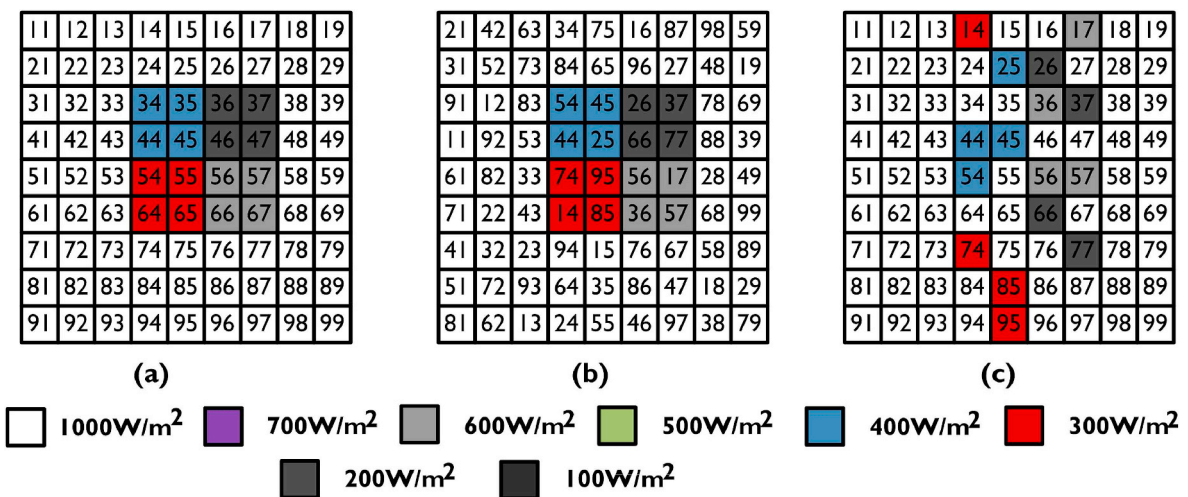 11 12 13 14 15 16 17 18 19
21 22 23 24 25 26 27 28 29
31 32 33 34 35 36 37 38 39
41 42 43 44 45 46 47 48 49
51 52 53 54 55 56 57 58 59
61 62 63 64 65 66 67 68 69
71 72 73 74 75 76 77 78 79
81 82 83 84 85 86 87 88 89
91 92 93 94 95 96 97 98 99
(a)
21 42 63 34 75 16 87 98 59
31 52 73 84 65 96 27 48 19
91 12 83 54 45 26 37 78 69
11 92 53 44 25 66 77 88 39
61 82 33 74 95 56 17 28 49
71 22 43 14 85 36 57 68 99
41 32 23 94 15 76 67 58 89
51 72 93 64 35 86 47 18 29
81 62 13 24 55 46 97 38 79
(b)
11 12 13 14 15 16 17 18 19
21 22 23 24 25 26 27 28 29
31 32 33 34 35 36 37 38 39
41 42 43 44 45 46 47 48 49
51 52 53 54 55 56 57 58 59
61 62 63 64 65 66 67 68 69
71 72 73 74 75 76 77 78 79
81 82 83 84 85 86 87 88 89
91 92 93 94 95 96 97 98 99
(c)
1000W/m² 700W/m² 600W/m² 500W/m² 400W/m² 300W/m²
200W/m² 100W/m²